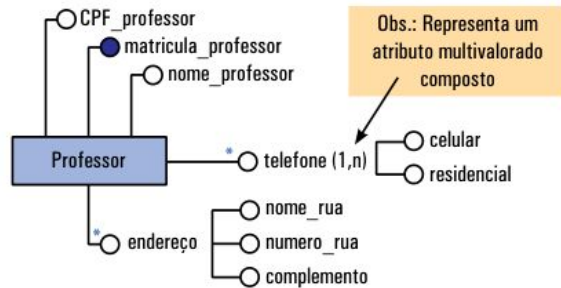 CPF_professor
matricula_professor
nome_professor
Obs.: Representa um
atributo multivalorado
composto
Professor
* telefone (1,n)
celular
residencial
* endereço
nome_rua
numero_rua
complemento